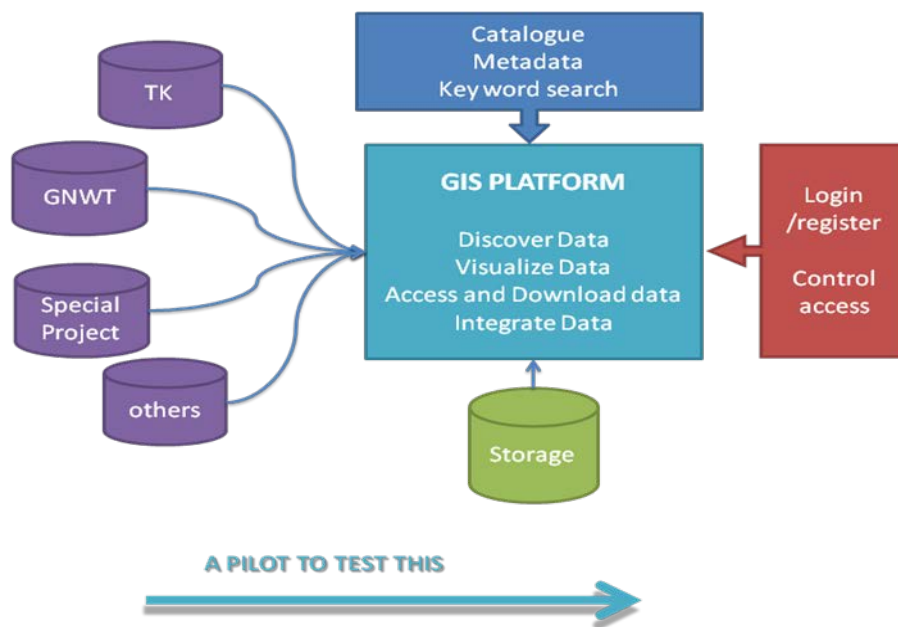 Catalogue
Metadata
Key word search
TK
GNWT
Special
Project
others
GIS PLATFORM
Discover Data
Visualize Data
Access and Download data
Integrate Data
Login
/register
Control
access
Storage
A PILOT TO TEST THIS